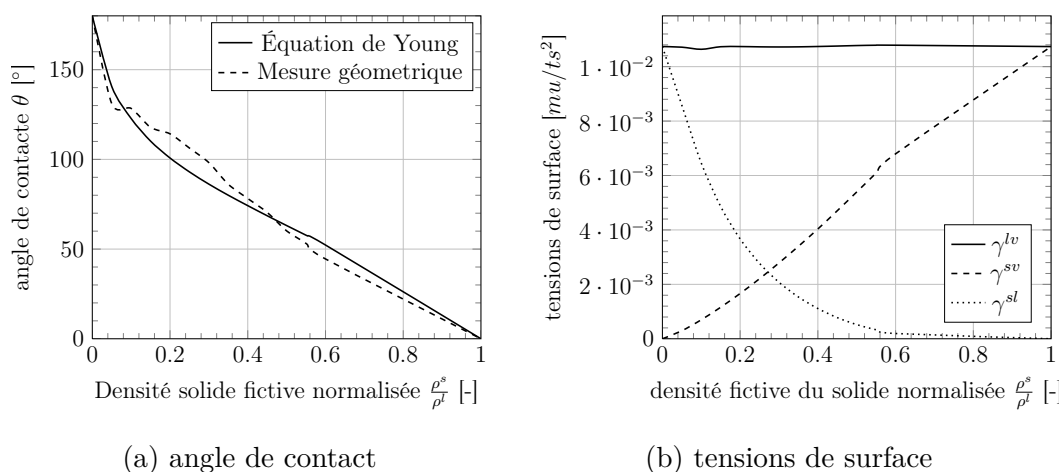 150
100
50
0
0
0.2
0.4
0.6
0.8
1
angle de contacte θ [°]
Densité solide fictive normalisée ρ^s/ρ^l [-]
Équation de Young
Mesure géometrique
(a) angle de contact
1 · 10^−2
8 · 10^−3
6 · 10^−3
4 · 10^−3
2 · 10^−3
0
0
0.2
0.4
0.6
0.8
1
tensions de surface [mu/ts^2]
densité fictive du solide normalisée ρ^s/ρ^l [-]
γ^lv
γ^sv
γ^sl
(b) tensions de surface